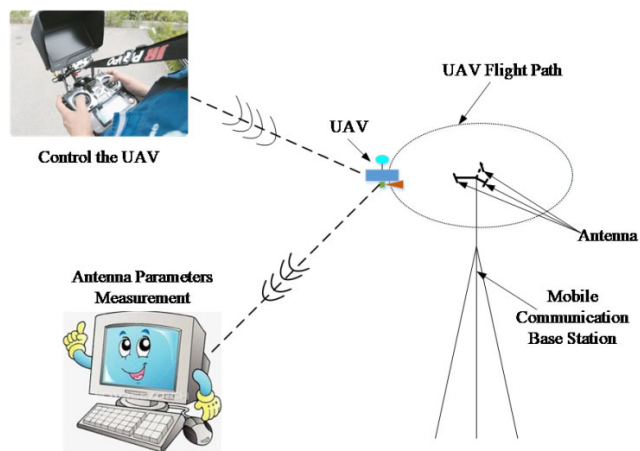 UAV Flight Path
UAV
Control the UAV
Antenna
Antenna Parameters
Measurement
Mobile
Communication
Base Station